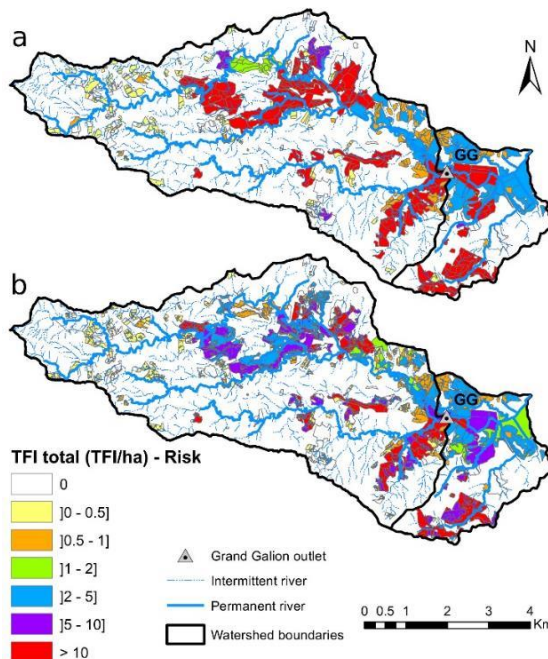 a
N
GG
b
GG
TFI total (TFI/ha) - Risk
0
]0 - 0.5]
]0.5 - 1]
]1 - 2]
]2 - 5]
]5 - 10]
> 10
Grand Galion outlet
Intermittent river
Permanent river
Watershed boundaries
0 0.5 1 2 3 4
Km